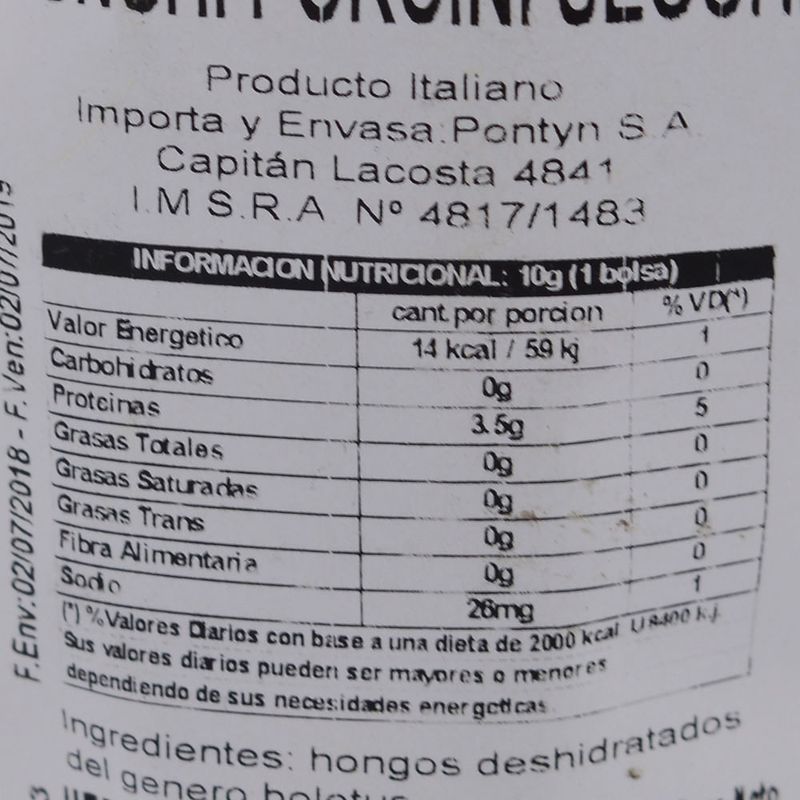 Producto Italiano
Importa y Envasa:Pontyn S A
Capitán Lacosta 4841
I.M S.R.A Nº 4817/1483
INFORMACION NUTRICIONAL: 10g (1 bolsa)
cant. por porcion % VD(*)
Valor Energetico 14 kcal / 59 kj 1
Carbohidratos 0g 0
Proteinas 3.5g 5
Grasas Totales 0g 0
Grasas Saturadas 0g 0
Grasas Trans 0g 0
Fibra Alimentaria 0g 0
Sodio 26mg 1
(*) %Valores Diarios con base a una dieta de 2000 kcal U 8400 kj.
Sus valores diarios pueden ser mayores o menores
dependiendo de sus necesidades energeticas
Ingredientes: hongos deshidratados
del genero boletus
F.Env:02/07/2018 - F.Ven:02/07/2019